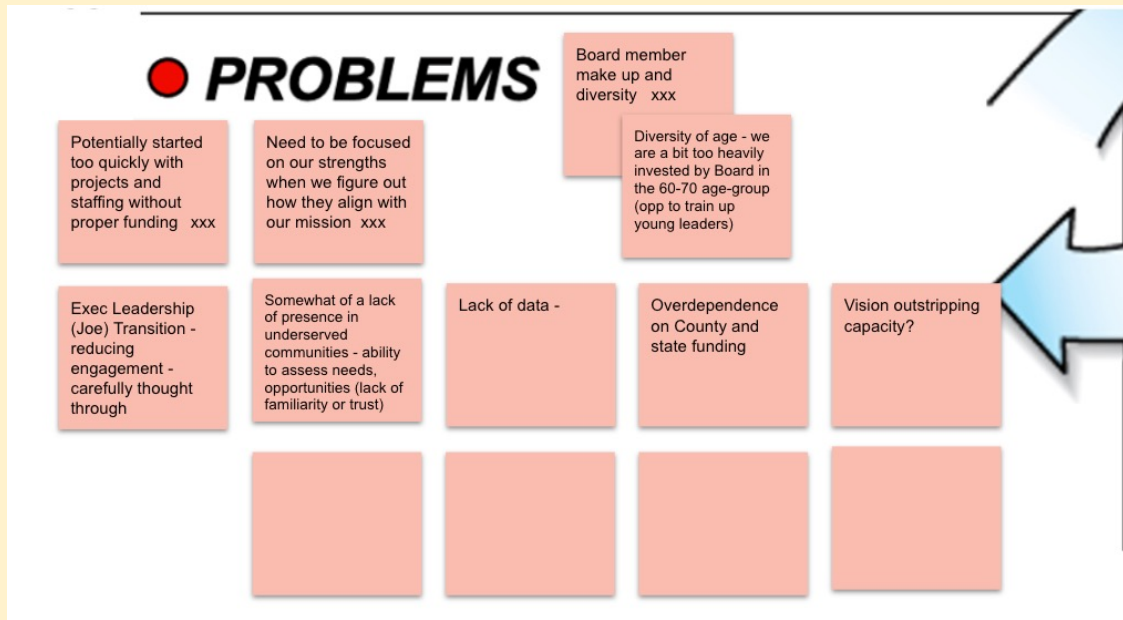 PROBLEMS
Board member
make up and
diversity xxx
Diversity of age - we
are a bit too heavily
invested by Board in
the 60-70 age-group
(opp to train up
young leaders)
Potentially started
too quickly with
projects and
staffing without
proper funding xxx
Need to be focused
on our strengths
when we figure out
how they align with
our mission xxx
Exec Leadership
(Joe) Transition -
reducing
engagement -
carefully thought
through
Somewhat of a lack
of presence in
underserved
communities - ability
to assess needs,
opportunities (lack of
familiarity or trust)
Lack of data -
Overdependence
on County and
state funding
Vision outstripping
capacity?